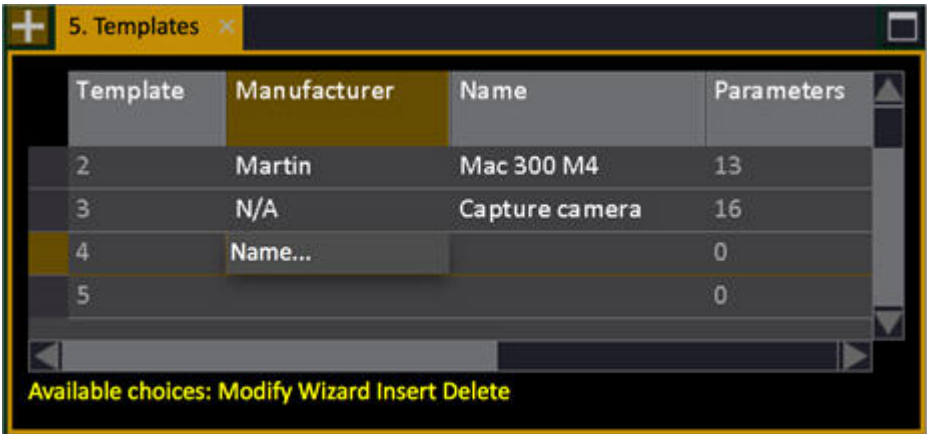 5. Templates
Template Manufacturer Name Parameters
2 Martin Mac 300 M4 13
3 N/A Capture camera 16
4 Name... 0
5 0
Available choices: Modify Wizard Insert Delete